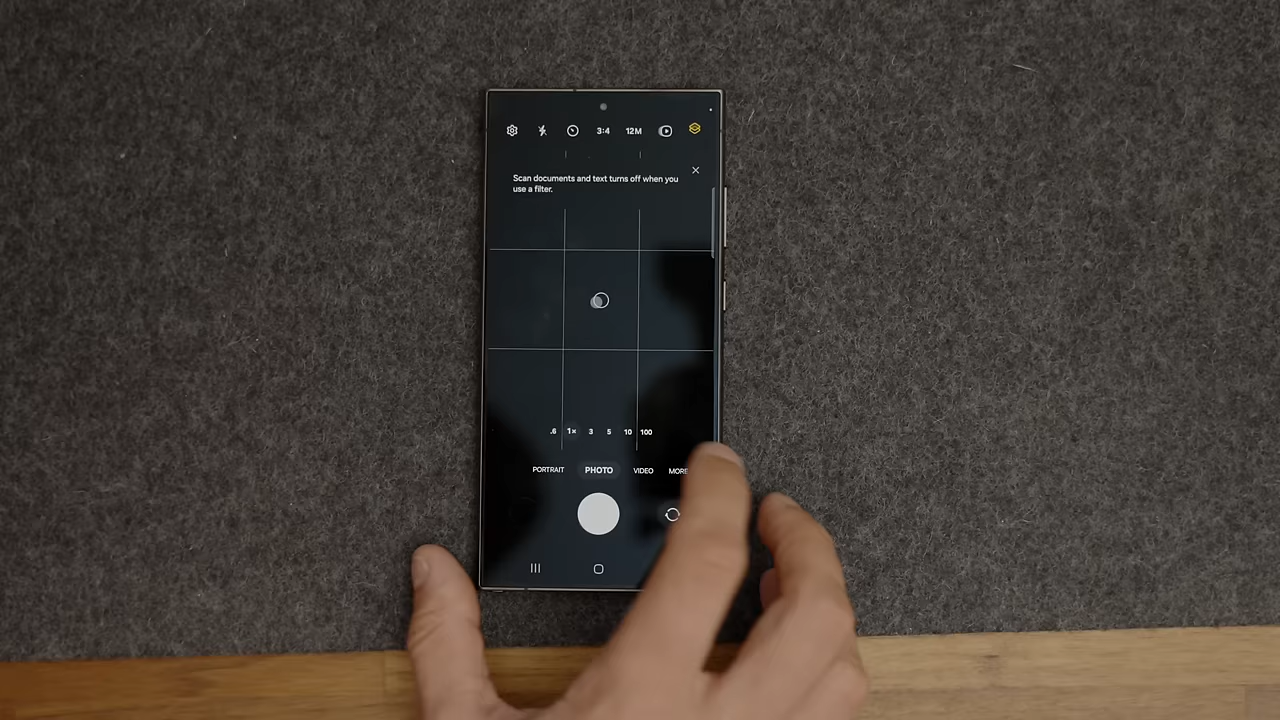 3:4 12M
Scan documents and text turns off when you
use a filter.
.6 1× 3 5 10 100
PORTRAIT PHOTO VIDEO MORE